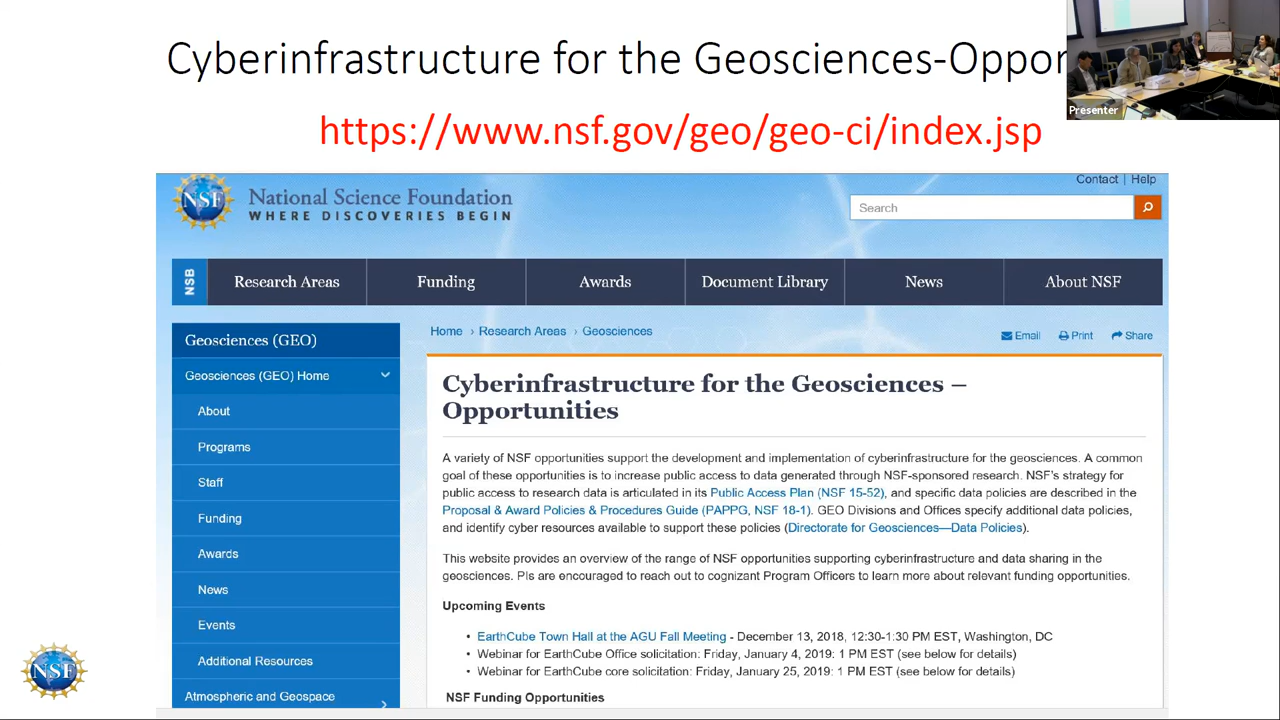 Cyberinfrastructure for the Geosciences-Oppor
Presenter
https://www.nsf.gov/geo/geo-ci/index.jsp
Contact | Help
NSF
National Science Foundation
WHERE DISCOVERIES BEGIN
Search
NSB
Research Areas
Funding
Awards
Document Library
News
About NSF
Geosciences (GEO)
Geosciences (GEO) Home
About
Programs
Staff
Funding
Awards
News
Events
Additional Resources
Atmospheric and Geospace
Home › Research Areas › Geosciences
Email
Print
Share
Cyberinfrastructure for the Geosciences –
Opportunities
A variety of NSF opportunities support the development and implementation of cyberinfrastructure for the geosciences. A common
goal of these opportunities is to increase public access to data generated through NSF-sponsored research. NSF's strategy for
public access to research data is articulated in its Public Access Plan (NSF 15-52), and specific data policies are described in the
Proposal & Award Policies & Procedures Guide (PAPPG, NSF 18-1). GEO Divisions and Offices specify additional data policies,
and identify cyber resources available to support these policies (Directorate for Geosciences—Data Policies).
This website provides an overview of the range of NSF opportunities supporting cyberinfrastructure and data sharing in the
geosciences. PIs are encouraged to reach out to cognizant Program Officers to learn more about relevant funding opportunities.
Upcoming Events
• EarthCube Town Hall at the AGU Fall Meeting - December 13, 2018, 12:30-1:30 PM EST, Washington, DC
• Webinar for EarthCube Office solicitation: Friday, January 4, 2019: 1 PM EST (see below for details)
• Webinar for EarthCube core solicitation: Friday, January 25, 2019: 1 PM EST (see below for details)
NSF Funding Opportunities
NSF